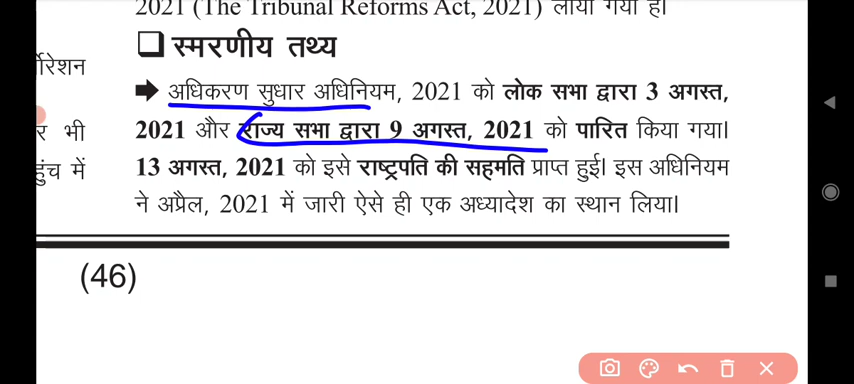 2021 (The Tribunal Reforms Act, 2021) लाया गया है।
❑ स्मरणीय तथ्य
रेशन
➡ अधिकरण सुधार अधिनियम, 2021 को लोक सभा द्वारा 3 अगस्त,
र भी
2021 और राज्य सभा द्वारा 9 अगस्त, 2021 को पारित किया गया।
हुंच में
13 अगस्त, 2021 को इसे राष्ट्रपति की सहमति प्राप्त हुई। इस अधिनियम
ने अप्रैल, 2021 में जारी ऐसे ही एक अध्यादेश का स्थान लिया।
(46)